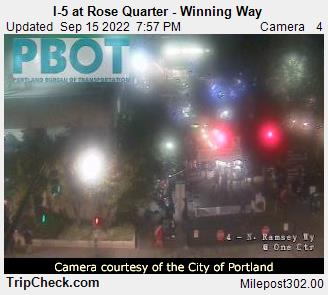 I-5 at Rose Quarter - Winning Way
Updated Sep 15 2022 7:57 PM Camera 4
PBOT
PORTLAND BUREAU OF TRANSPORTATION
4 - N. Ramsey Wy
@ One Ctr
Camera courtesy of the City of Portland
TripCheck.com Milepost302.00